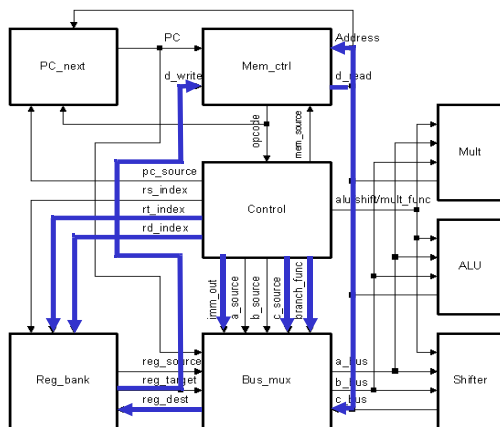 PC
Address
PC_next
Mem_ctrl
d_write
d_read
opcode
mem_source
Mult
pc_source
rs_index
rt_index
rd_index
Control
alu/shift/mult_func
ALU
imm_out
a_source
b_source
c_source
branch_func
reg_source
reg_target
reg_dest
Reg_bank
Bus_mux
a_bus
b_bus
c_bus
Shifter